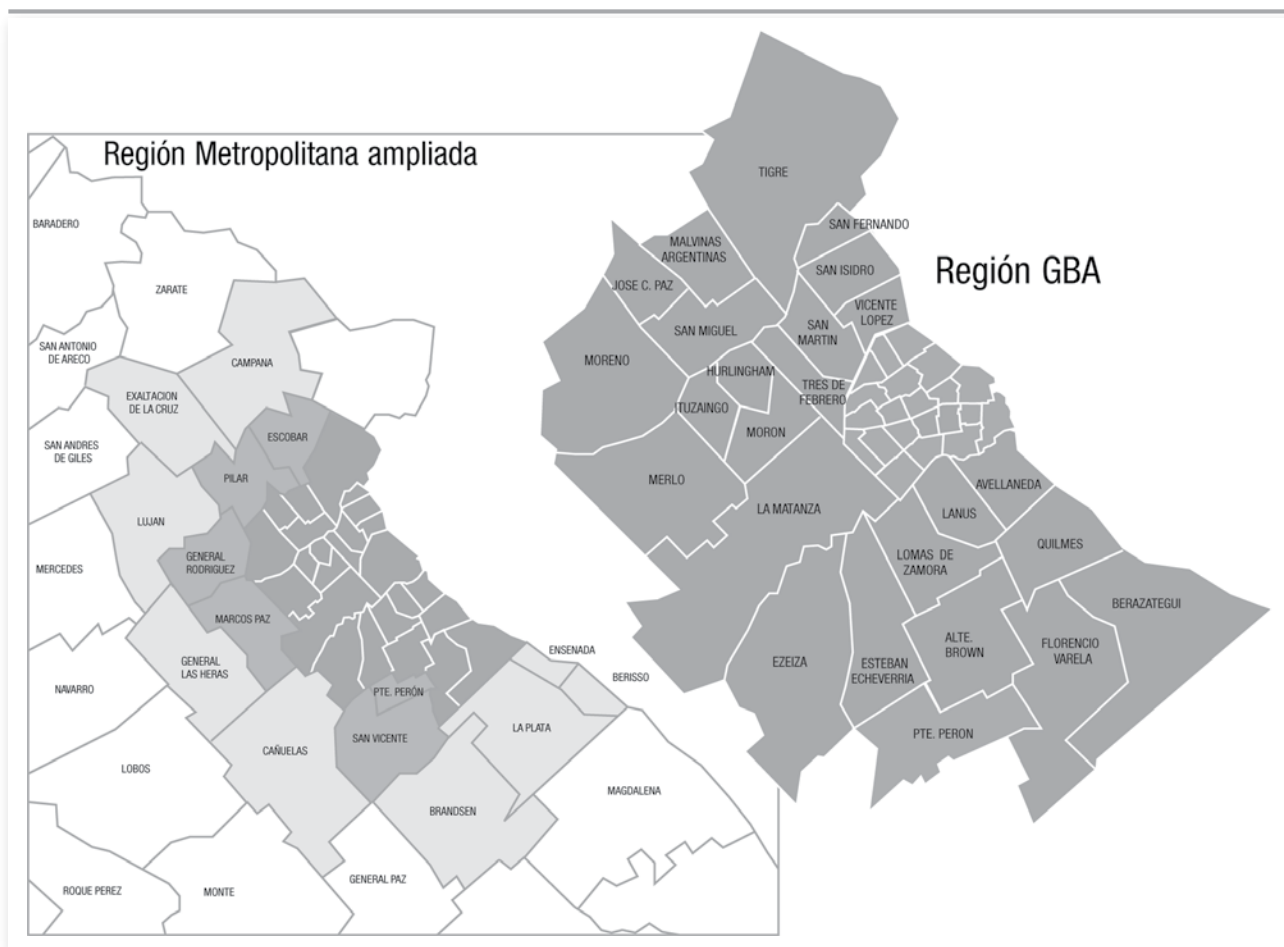 Región Metropolitana ampliada
BARADERO
ZARATE
SAN ANTONIO
DE ARECO
CAMPANA
EXALTACION
DE LA CRUZ
SAN ANDRES
DE GILES
ESCOBAR
PILAR
LUJAN
GENERAL
RODRIGUEZ
MERCEDES
MARCOS PAZ
GENERAL
LAS HERAS
NAVARRO
PTE. PERÓN
ENSENADA
BERISSO
SAN VICENTE
LA PLATA
CAÑUELAS
LOBOS
MAGDALENA
BRANDSEN
GENERAL PAZ
ROQUE PEREZ
MONTE
Región GBA
TIGRE
SAN FERNANDO
MALVINAS
ARGENTINAS
SAN ISIDRO
JOSE C. PAZ
VICENTE
LOPEZ
SAN MIGUEL
SAN
MARTIN
MORENO
HURLINGHAM
TRES DE
FEBRERO
ITUZAINGO
MORON
MERLO
AVELLANEDA
LA MATANZA
LANUS
QUILMES
LOMAS DE
ZAMORA
BERAZATEGUI
ALTE.
BROWN
FLORENCIO
VARELA
EZEIZA
ESTEBAN
ECHEVERRIA
PTE. PERON